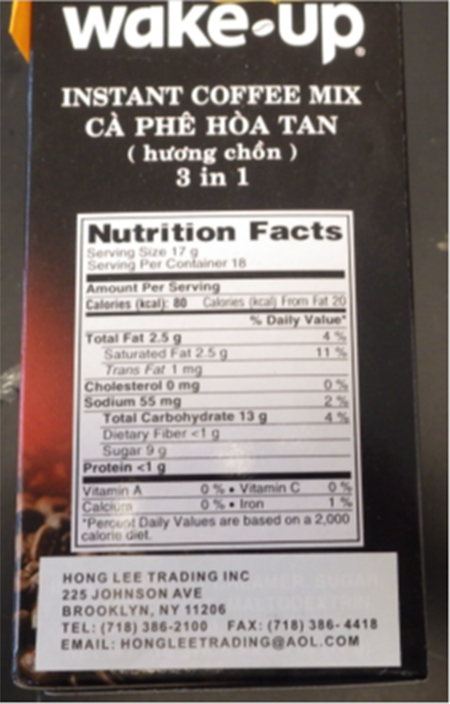 wake-up®
INSTANT COFFEE MIX
CÀ PHÊ HÒA TAN
( hương chồn )
3 in 1
Nutrition Facts
Serving Size 17 g
Serving Per Container 18
Amount Per Serving
Calories (kcal): 80 Calories (kcal) From Fat 20
% Daily Value*
Total Fat 2.5 g 4 %
Saturated Fat 2.5 g 11 %
Trans Fat 1 mg
Cholesterol 0 mg 0 %
Sodium 55 mg 2 %
Total Carbohydrate 13 g 4 %
Dietary Fiber <1 g
Sugar 9 g
Protein <1 g
Vitamin A 0 % • Vitamin C 0 %
Calcium 0 % • Iron 1 %
*Percent Daily Values are based on a 2,000
calorie diet.
HONG LEE TRADING INC
225 JOHNSON AVE
BROOKLYN, NY 11206
TEL: (718) 386-2100 FAX: (718) 386- 4418
EMAIL: HONGLEETRADING@AOL.COM